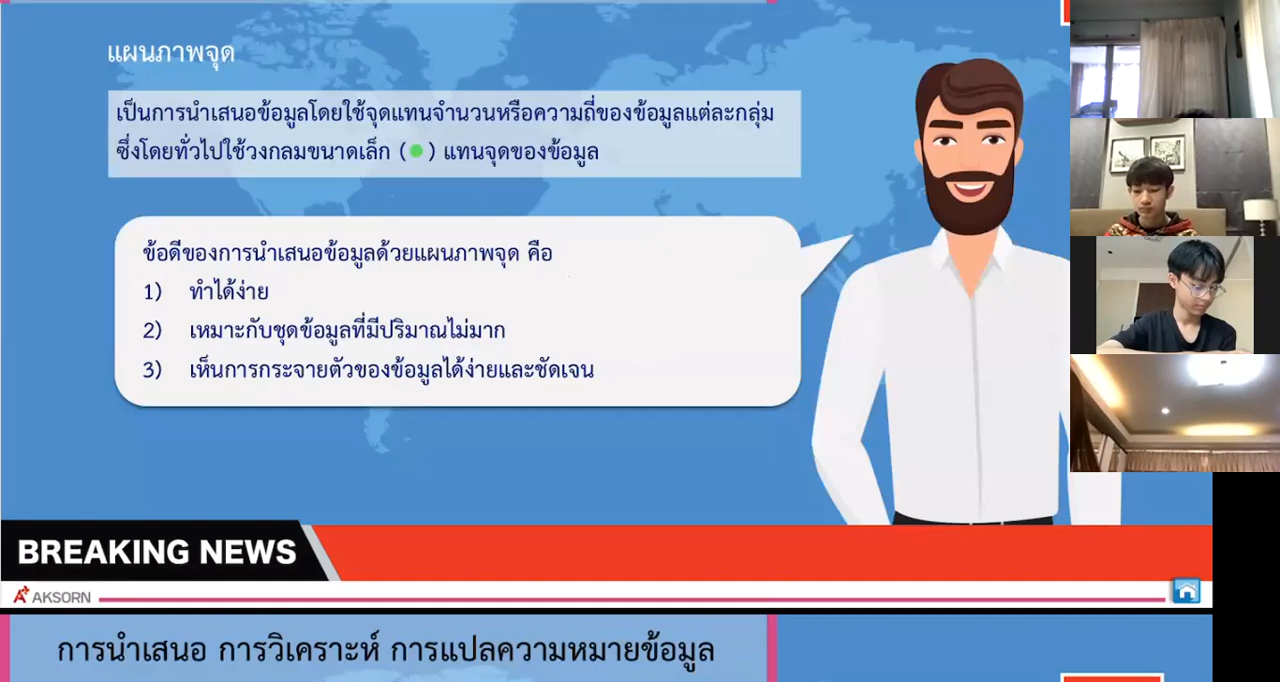 แผนภาพจุด
เป็นการนำเสนอข้อมูลโดยใช้จุดแทนจำนวนหรือความถี่ของข้อมูลแต่ละกลุ่ม
ซึ่งโดยทั่วไปใช้วงกลมขนาดเล็ก (●) แทนจุดของข้อมูล
ข้อดีของการนำเสนอข้อมูลด้วยแผนภาพจุด คือ
1) ทำได้ง่าย
2) เหมาะกับชุดข้อมูลที่มีปริมาณไม่มาก
3) เห็นการกระจายตัวของข้อมูลได้ง่ายและชัดเจน
BREAKING NEWS
AKSORN
การนำเสนอ การวิเคราะห์ การแปลความหมายข้อมูล